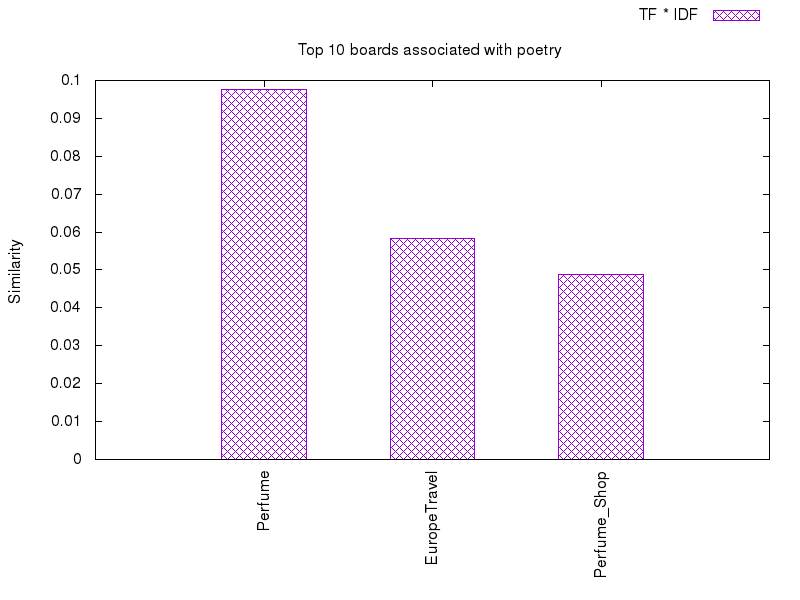 TF * IDF
Top 10 boards associated with poetry
0.1
0.09
0.08
0.07
0.06
0.05
0.04
0.03
0.02
0.01
0
Similarity
Perfume
EuropeTravel
Perfume_Shop